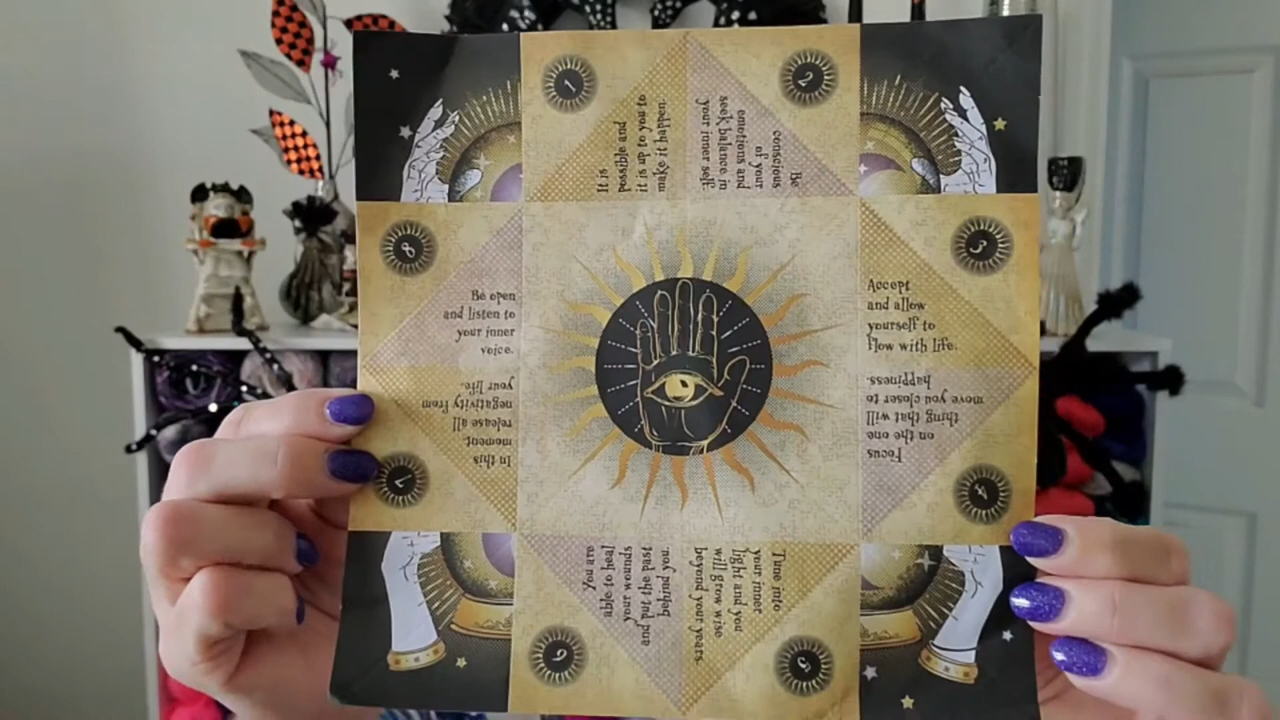 1
It is
possible and
it is up to you to
make it happen.
2
Be
conscious
of your
emotions and
seek balance in
your inner self.
3
Accept
and allow
yourself to
flow with life.
4
Focus
on the one
thing that will
move you closer to
happiness.
5
Tune into
your inner
light and you
will grow wise
beyond your years.
6
You are
able to heal
your wounds
and put the past
behind you.
7
In this
moment,
release all
negativity from
your life.
8
Be open
and listen to
your inner
voice.